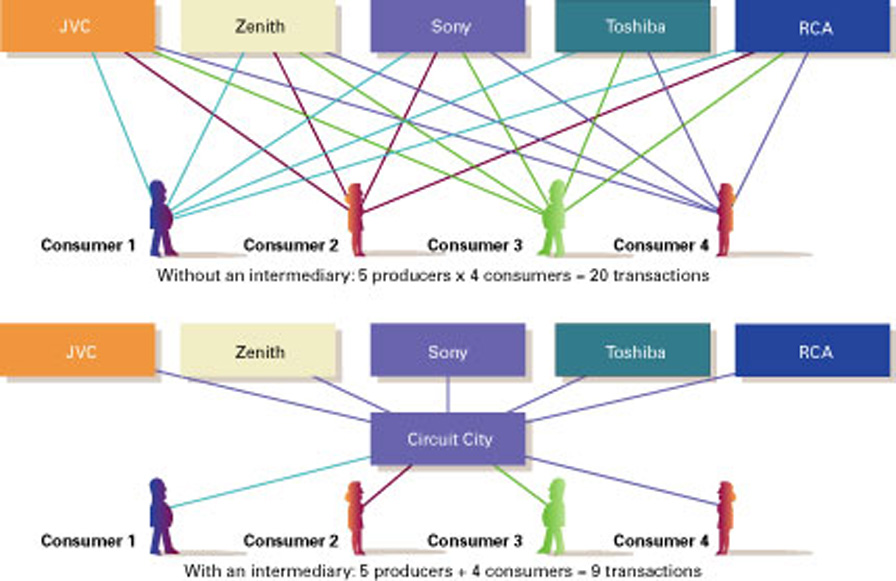 JVC
Zenith
Sony
Toshiba
RCA
Consumer 1
Consumer 2
Consumer 3
Consumer 4
Without an intermediary: 5 producers x 4 consumers = 20 transactions
JVC
Zenith
Sony
Toshiba
RCA
Circuit City
Consumer 1
Consumer 2
Consumer 3
Consumer 4
With an intermediary: 5 producers + 4 consumers = 9 transactions